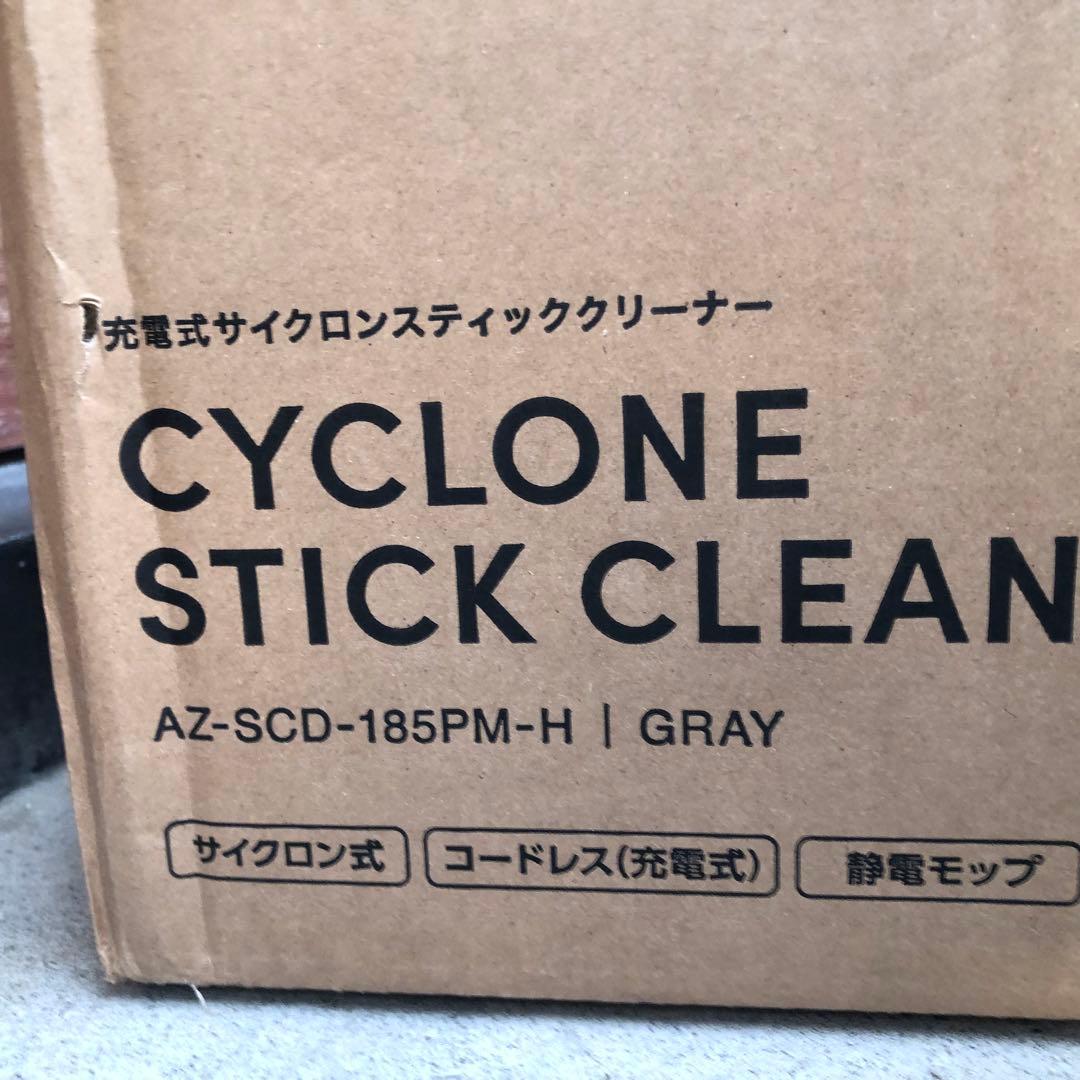 充電式サイクロンスティッククリーナー
CYCLONE
STICK CLEAN
AZ-SCD-185PM-H | GRAY
サイクロン式 コードレス(充電式) 静電モップ